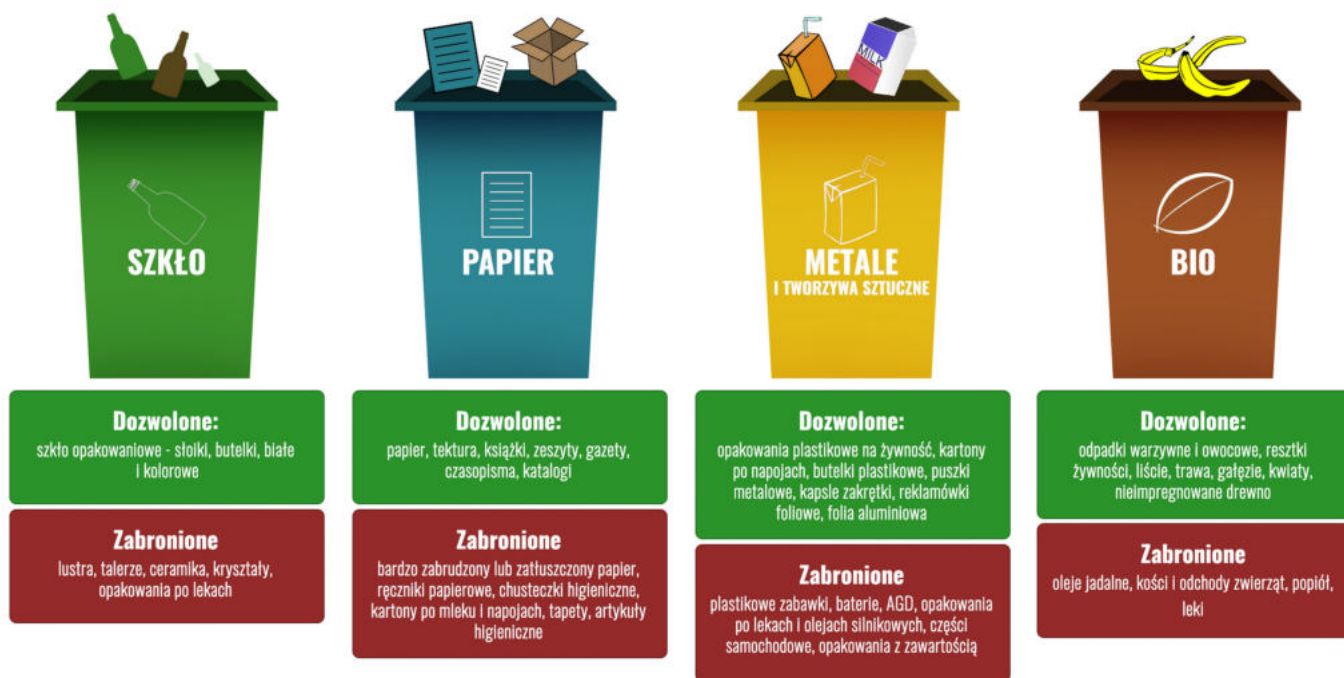 SZKŁO
Dozwolone:
szkło opakowaniowe - słoiki, butelki, białe
i kolorowe
Zabronione
lustra, talerze, ceramika, kryształy,
opakowania po lekach
PAPIER
Dozwolone:
papier, tektura, książki, zeszyty, gazety,
czasopisma, katalogi
Zabronione
bardzo zabrudzony lub zatłuszczony papier,
ręczniki papierowe, chusteczki higieniczne,
kartony po mleku i napojach, tapety, artykuły
higieniczne
MILK
METALE
I TWORZYWA SZTUCZNE
Dozwolone:
opakowania plastikowe na żywność, kartony
po napojach, butelki plastikowe, puszki
metalowe, kapsle zakrętki, reklamówki
foliowe, folia aluminiowa
Zabronione
plastikowe zabawki, baterie, AGD, opakowania
po lekach i olejach silnikowych, części
samochodowe, opakowania z zawartością
BIO
Dozwolone:
odpadki warzywne i owocowe, resztki
żywności, liście, trawa, gałęzie, kwiaty,
nieimpregnowane drewno
Zabronione
oleje jadalne, kości i odchody zwierząt, popiół,
leki